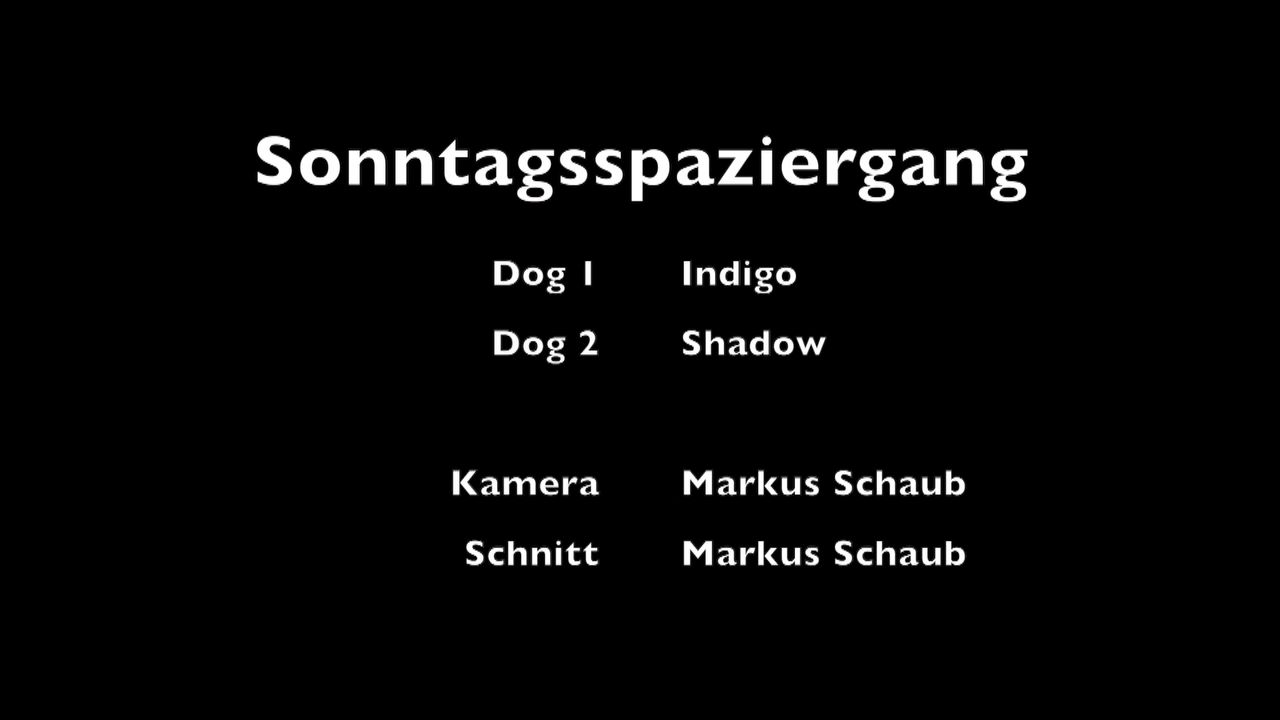 Sonntagsspaziergang
Dog 1 Indigo
Dog 2 Shadow
Kamera Markus Schaub
Schnitt Markus Schaub